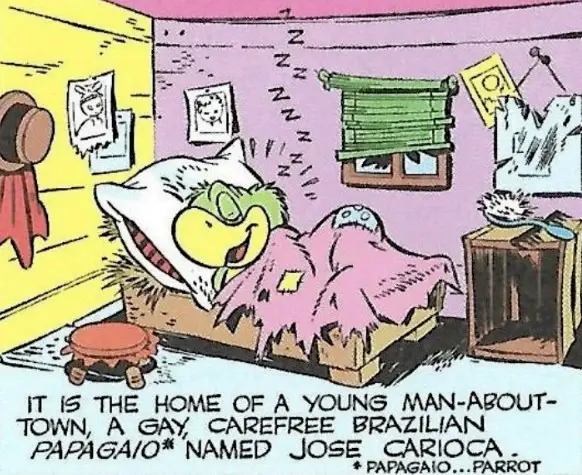 Z
Z
Z
Z
Z
Z
Z
Z
Z
IT IS THE HOME OF A YOUNG MAN-ABOUT-
TOWN, A GAY, CAREFREE BRAZILIAN
PAPAGAIO* NAMED JOSE CARIOCA.
* PAPAGAIO...PARROT